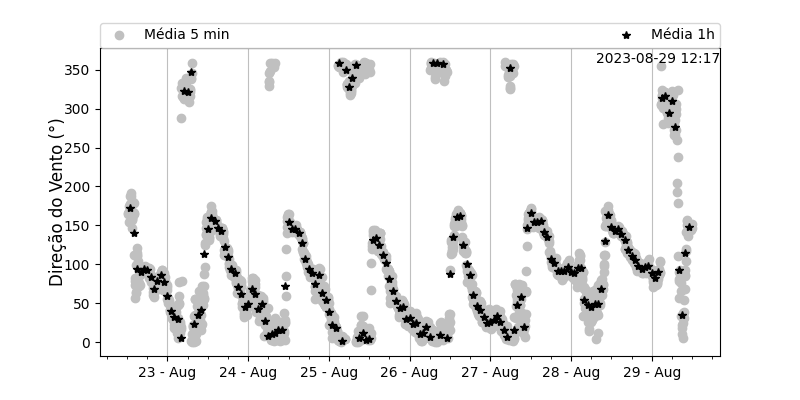 Média 5 min
Média 1h
2023-08-29 12:17
Direção do Vento (°)
350
300
250
200
150
100
50
0
23 - Aug
24 - Aug
25 - Aug
26 - Aug
27 - Aug
28 - Aug
29 - Aug